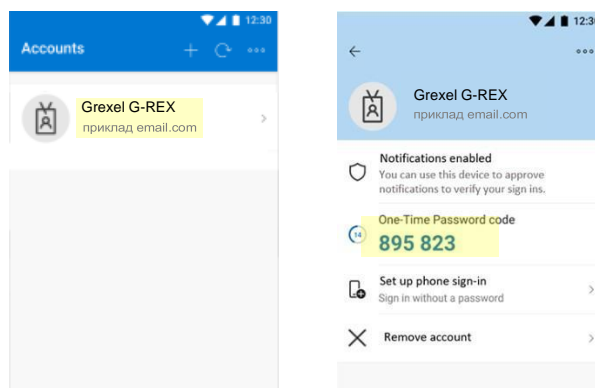 12:30
Accounts
Grexel G-REX
приклад email.com
12:30
Grexel G-REX
приклад email.com
Notifications enabled
You can use this device to approve
notifications to verify your sign ins.
One-Time Password code
14
895 823
Set up phone sign-in
Sign in without a password
Remove account